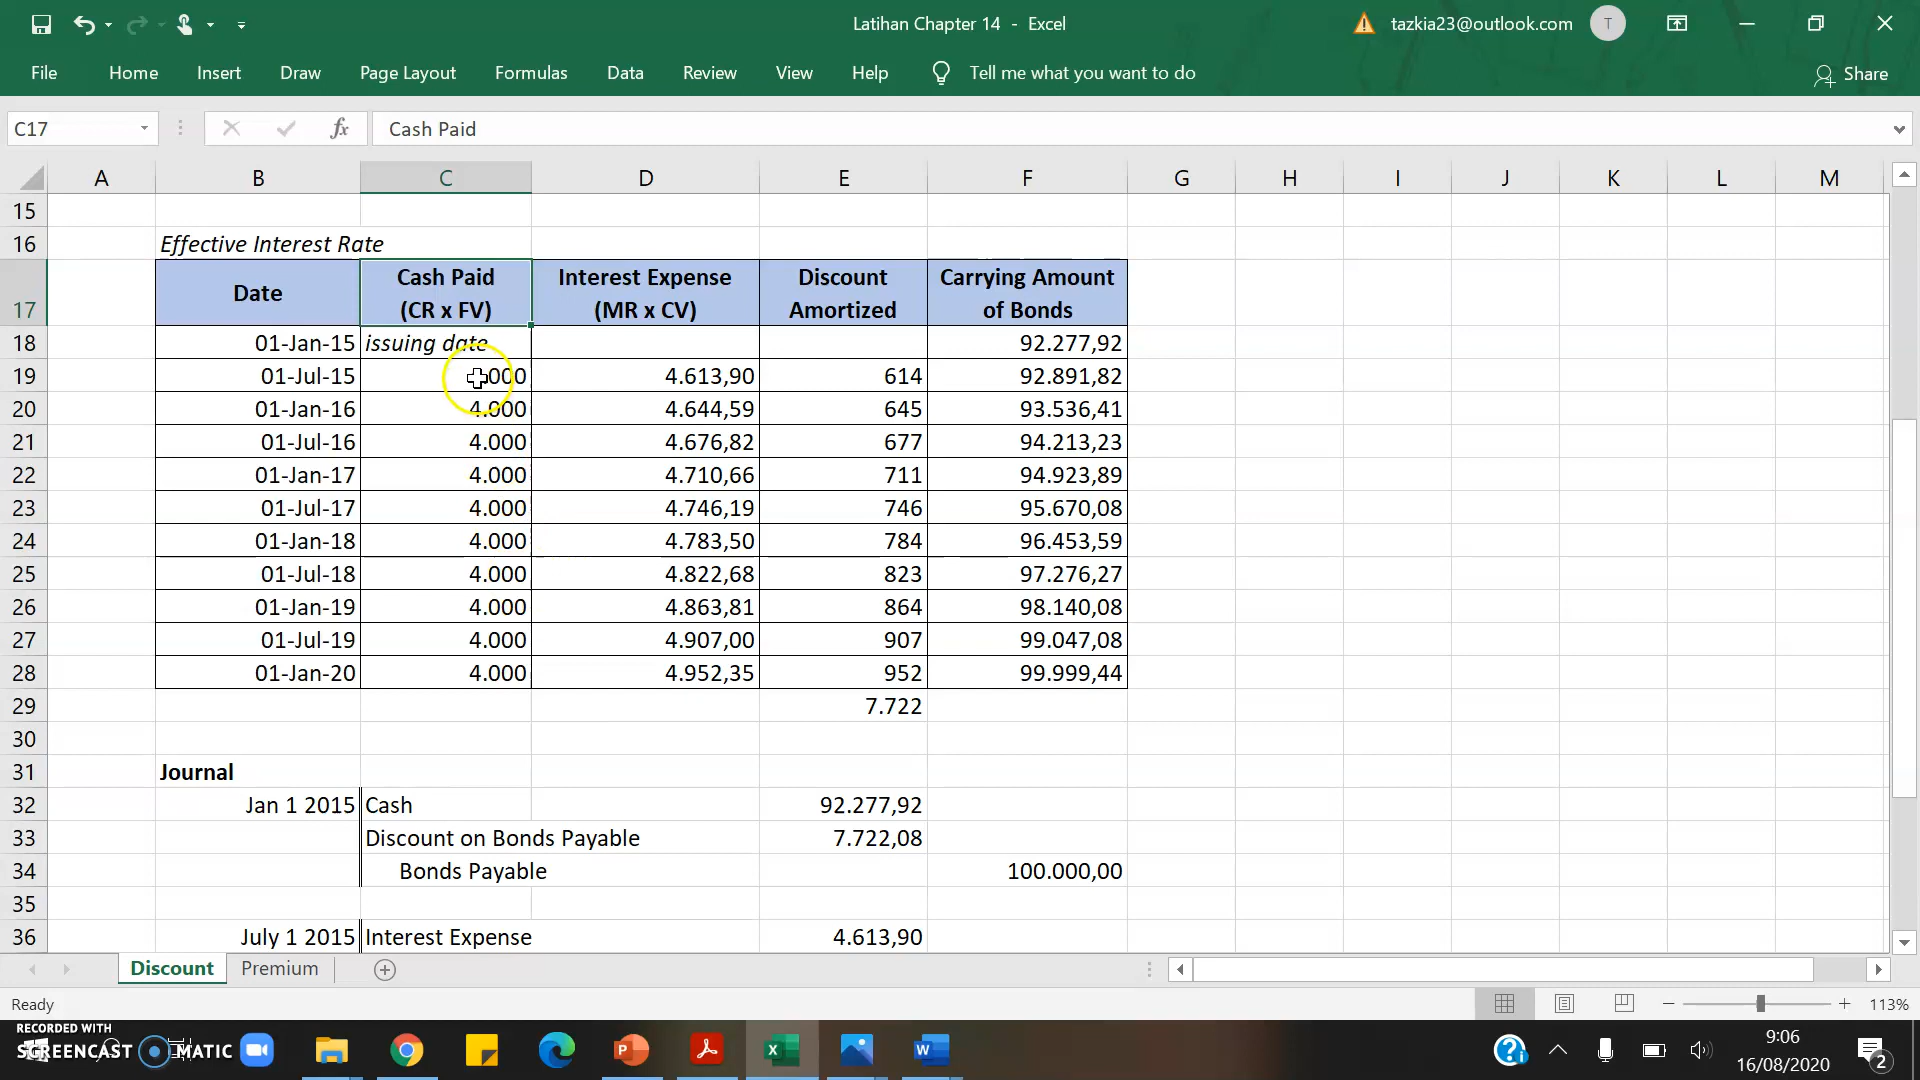 Latihan Chapter 14 - Excel
tazkia23@outlook.com
T
File Home Insert Draw Page Layout Formulas Data Review View Help Tell me what you want to do Share
C17 fx Cash Paid
A B C D E F G H I J K L M
15
16 Effective Interest Rate
17 Date Cash Paid (CR x FV) Interest Expense (MR x CV) Discount Amortized Carrying Amount of Bonds
18 01-Jan-15 issuing date 92.277,92
19 01-Jul-15 000 4.613,90 614 92.891,82
20 01-Jan-16 4.000 4.644,59 645 93.536,41
21 01-Jul-16 4.000 4.676,82 677 94.213,23
22 01-Jan-17 4.000 4.710,66 711 94.923,89
23 01-Jul-17 4.000 4.746,19 746 95.670,08
24 01-Jan-18 4.000 4.783,50 784 96.453,59
25 01-Jul-18 4.000 4.822,68 823 97.276,27
26 01-Jan-19 4.000 4.863,81 864 98.140,08
27 01-Jul-19 4.000 4.907,00 907 99.047,08
28 01-Jan-20 4.000 4.952,35 952 99.999,44
29 7.722
30
31 Journal
32 Jan 1 2015 Cash 92.277,92
33 Discount on Bonds Payable 7.722,08
34 Bonds Payable 100.000,00
35
36 July 1 2015 Interest Expense 4.613,90
Discount Premium
Ready 113%
RECORDED WITH
SCREENCAST MATIC
9:06
16/08/2020
2